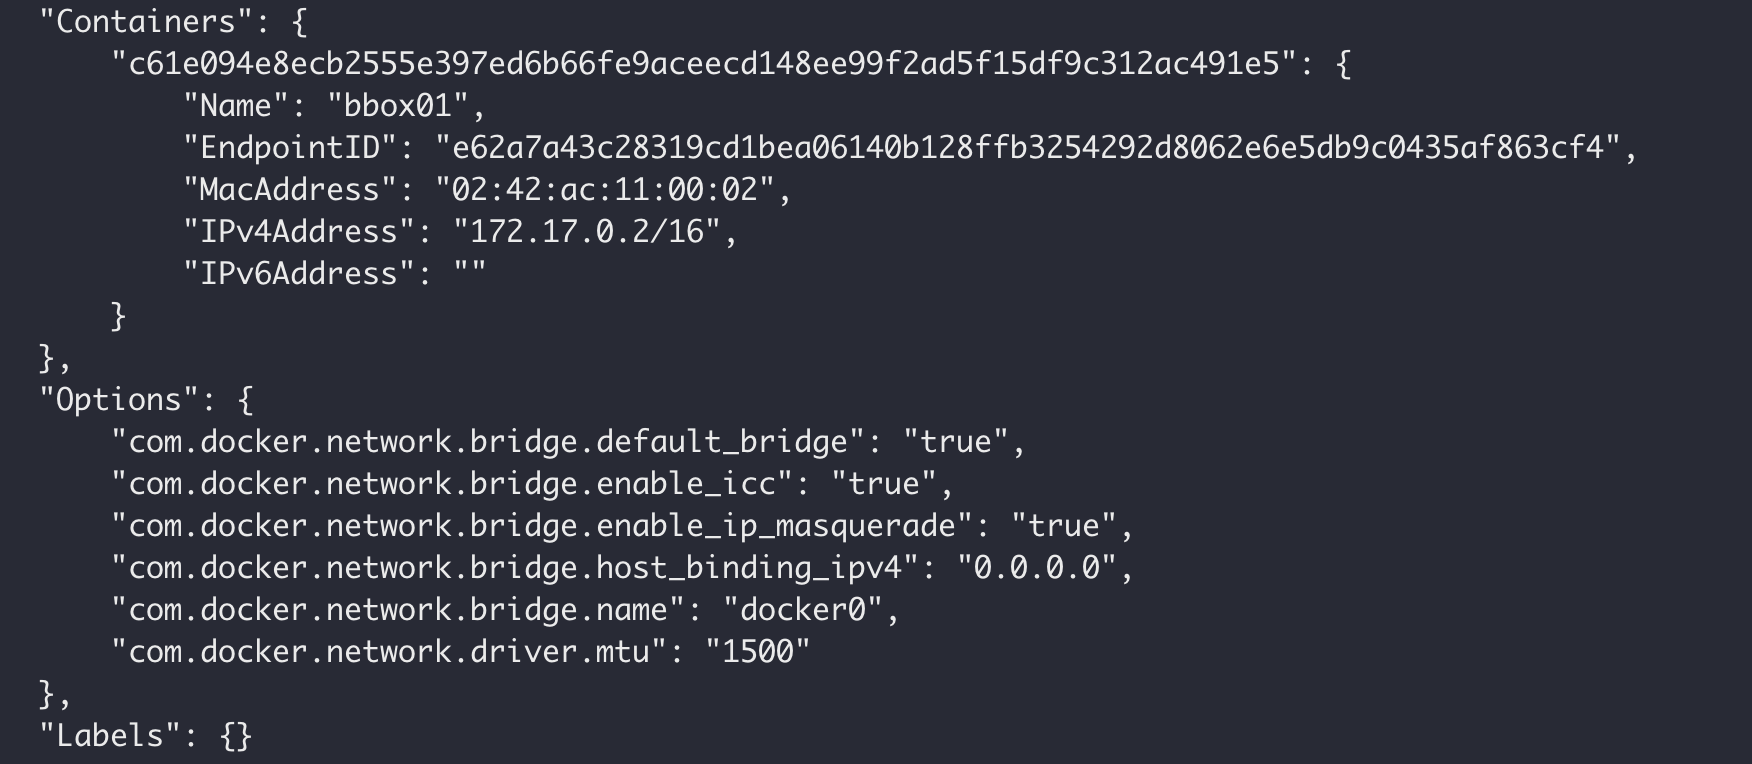 "Containers": {
    "c61e094e8ecb2555e397ed6b66fe9aceecd148ee99f2ad5f15df9c312ac491e5": {
        "Name": "bbox01",
        "EndpointID": "e62a7a43c28319cd1bea06140b128ffb3254292d8062e6e5db9c0435af863cf4",
        "MacAddress": "02:42:ac:11:00:02",
        "IPv4Address": "172.17.0.2/16",
        "IPv6Address": ""
    }
},
"Options": {
    "com.docker.network.bridge.default_bridge": "true",
    "com.docker.network.bridge.enable_icc": "true",
    "com.docker.network.bridge.enable_ip_masquerade": "true",
    "com.docker.network.bridge.host_binding_ipv4": "0.0.0.0",
    "com.docker.network.bridge.name": "docker0",
    "com.docker.network.driver.mtu": "1500"
},
"Labels": {}